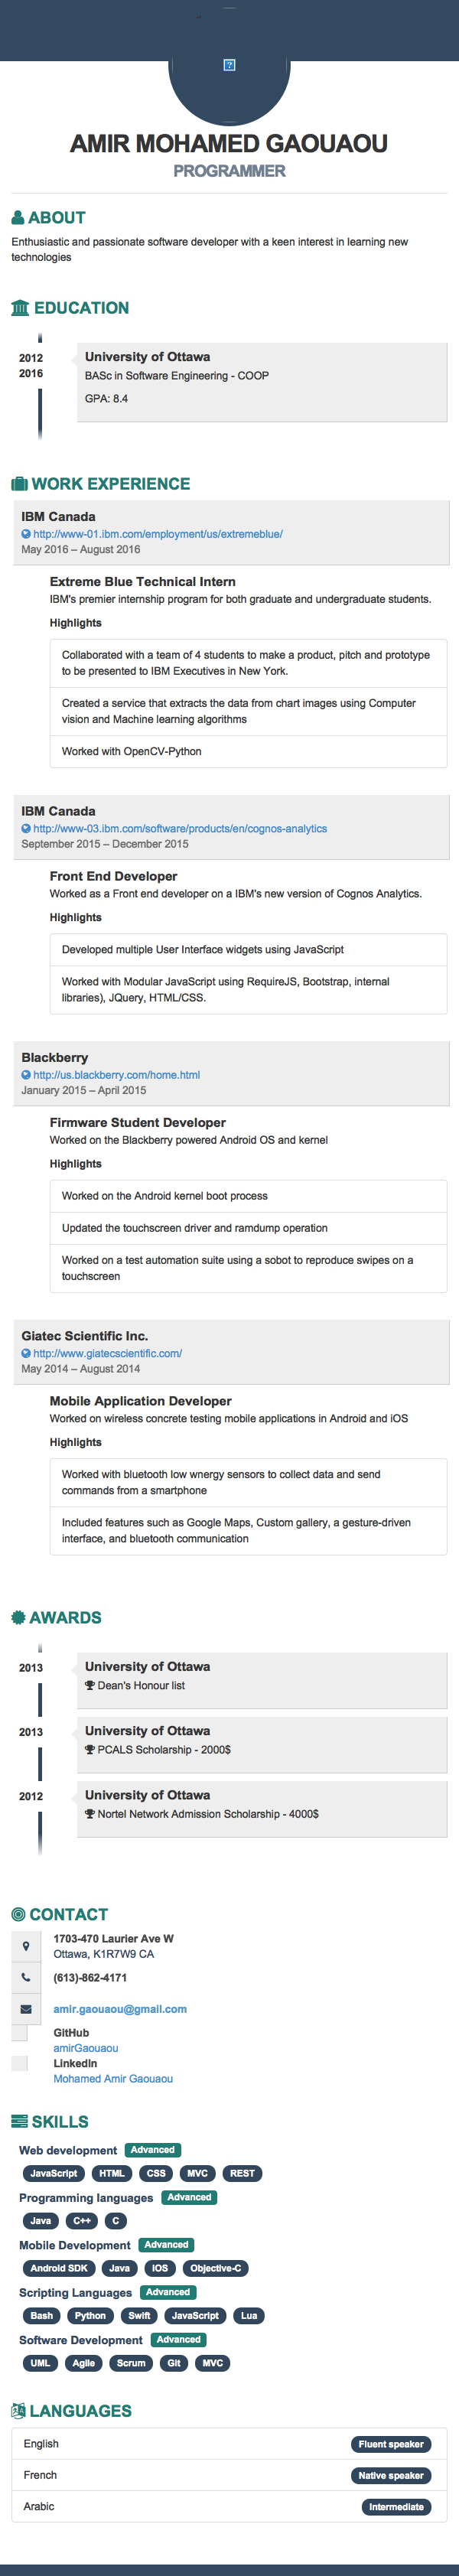 AMIR MOHAMED GAOUAOU
PROGRAMMER
ABOUT
Enthusiastic and passionate software developer with a keen interest in learning new
technologies
EDUCATION
2012
2016
University of Ottawa
BASc in Software Engineering - COOP
GPA: 8.4
WORK EXPERIENCE
IBM Canada
http://www-01.ibm.com/employment/us/extremeblue/
May 2016 – August 2016
Extreme Blue Technical Intern
IBM's premier internship program for both graduate and undergraduate students.
Highlights
Collaborated with a team of 4 students to make a product, pitch and prototype
to be presented to IBM Executives in New York.
Created a service that extracts the data from chart images using Computer
vision and Machine learning algorithms
Worked with OpenCV-Python
IBM Canada
http://www-03.ibm.com/software/products/en/cognos-analytics
September 2015 – December 2015
Front End Developer
Worked as a Front end developer on a IBM's new version of Cognos Analytics.
Highlights
Developed multiple User Interface widgets using JavaScript
Worked with Modular JavaScript using RequireJS, Bootstrap, internal
libraries), JQuery, HTML/CSS.
Blackberry
http://us.blackberry.com/home.html
January 2015 – April 2015
Firmware Student Developer
Worked on the Blackberry powered Android OS and kernel
Highlights
Worked on the Android kernel boot process
Updated the touchscreen driver and ramdump operation
Worked on a test automation suite using a sobot to reproduce swipes on a
touchscreen
Giatec Scientific Inc.
http://www.giatecscientific.com/
May 2014 – August 2014
Mobile Application Developer
Worked on wireless concrete testing mobile applications in Android and iOS
Highlights
Worked with bluetooth low wnergy sensors to collect data and send
commands from a smartphone
Included features such as Google Maps, Custom gallery, a gesture-driven
interface, and bluetooth communication
AWARDS
2013
University of Ottawa
Dean's Honour list
2013
University of Ottawa
PCALS Scholarship - 2000$
2012
University of Ottawa
Nortel Network Admission Scholarship - 4000$
CONTACT
1703-470 Laurier Ave W
Ottawa, K1R7W9 CA
(613)-862-4171
amir.gaouaou@gmail.com
GitHub
amirGaouaou
LinkedIn
Mohamed Amir Gaouaou
SKILLS
Web development Advanced
JavaScript HTML CSS MVC REST
Programming languages Advanced
Java C++ C
Mobile Development Advanced
Android SDK Java IOS Objective-C
Scripting Languages Advanced
Bash Python Swift JavaScript Lua
Software Development Advanced
UML Agile Scrum Git MVC
LANGUAGES
English Fluent speaker
French Native speaker
Arabic Intermediate